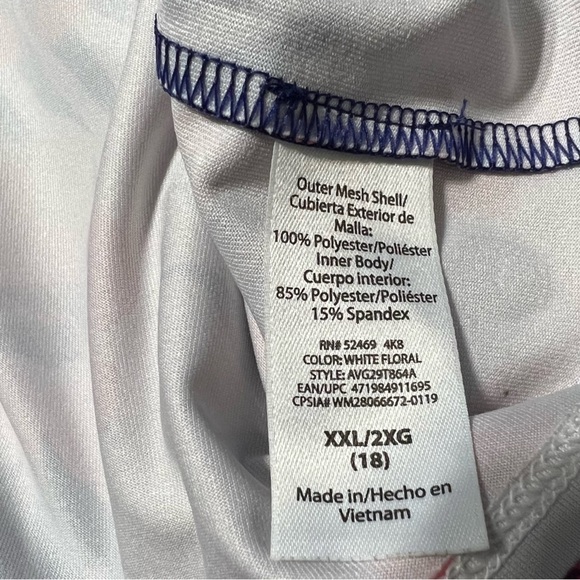 Outer Mesh Shell/
Cubierta Exterior de
Malla:
100% Polyester/Poliéster
Inner Body/
Cuerpo interior:
85% Polyester/Poliéster
15% Spandex
RN# 52469 4K8
COLOR: WHITE FLORAL
STYLE: AVG29T864A
EAN/UPC 471984911695
CPSIA# WM28066672-0119
XXL/2XG
(18)
Made in/Hecho en
Vietnam